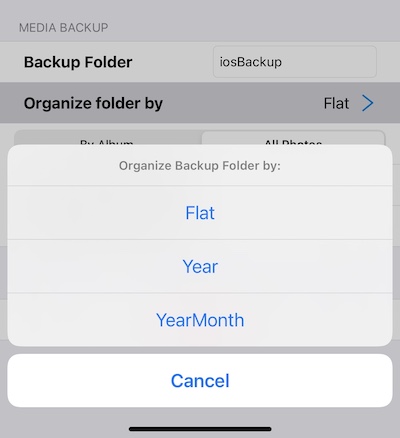 MEDIA BACKUP
Backup Folder iosBackup
Organize folder by Flat
By Album All Photos
Organize Backup Folder by:
Flat
Year
YearMonth
Cancel